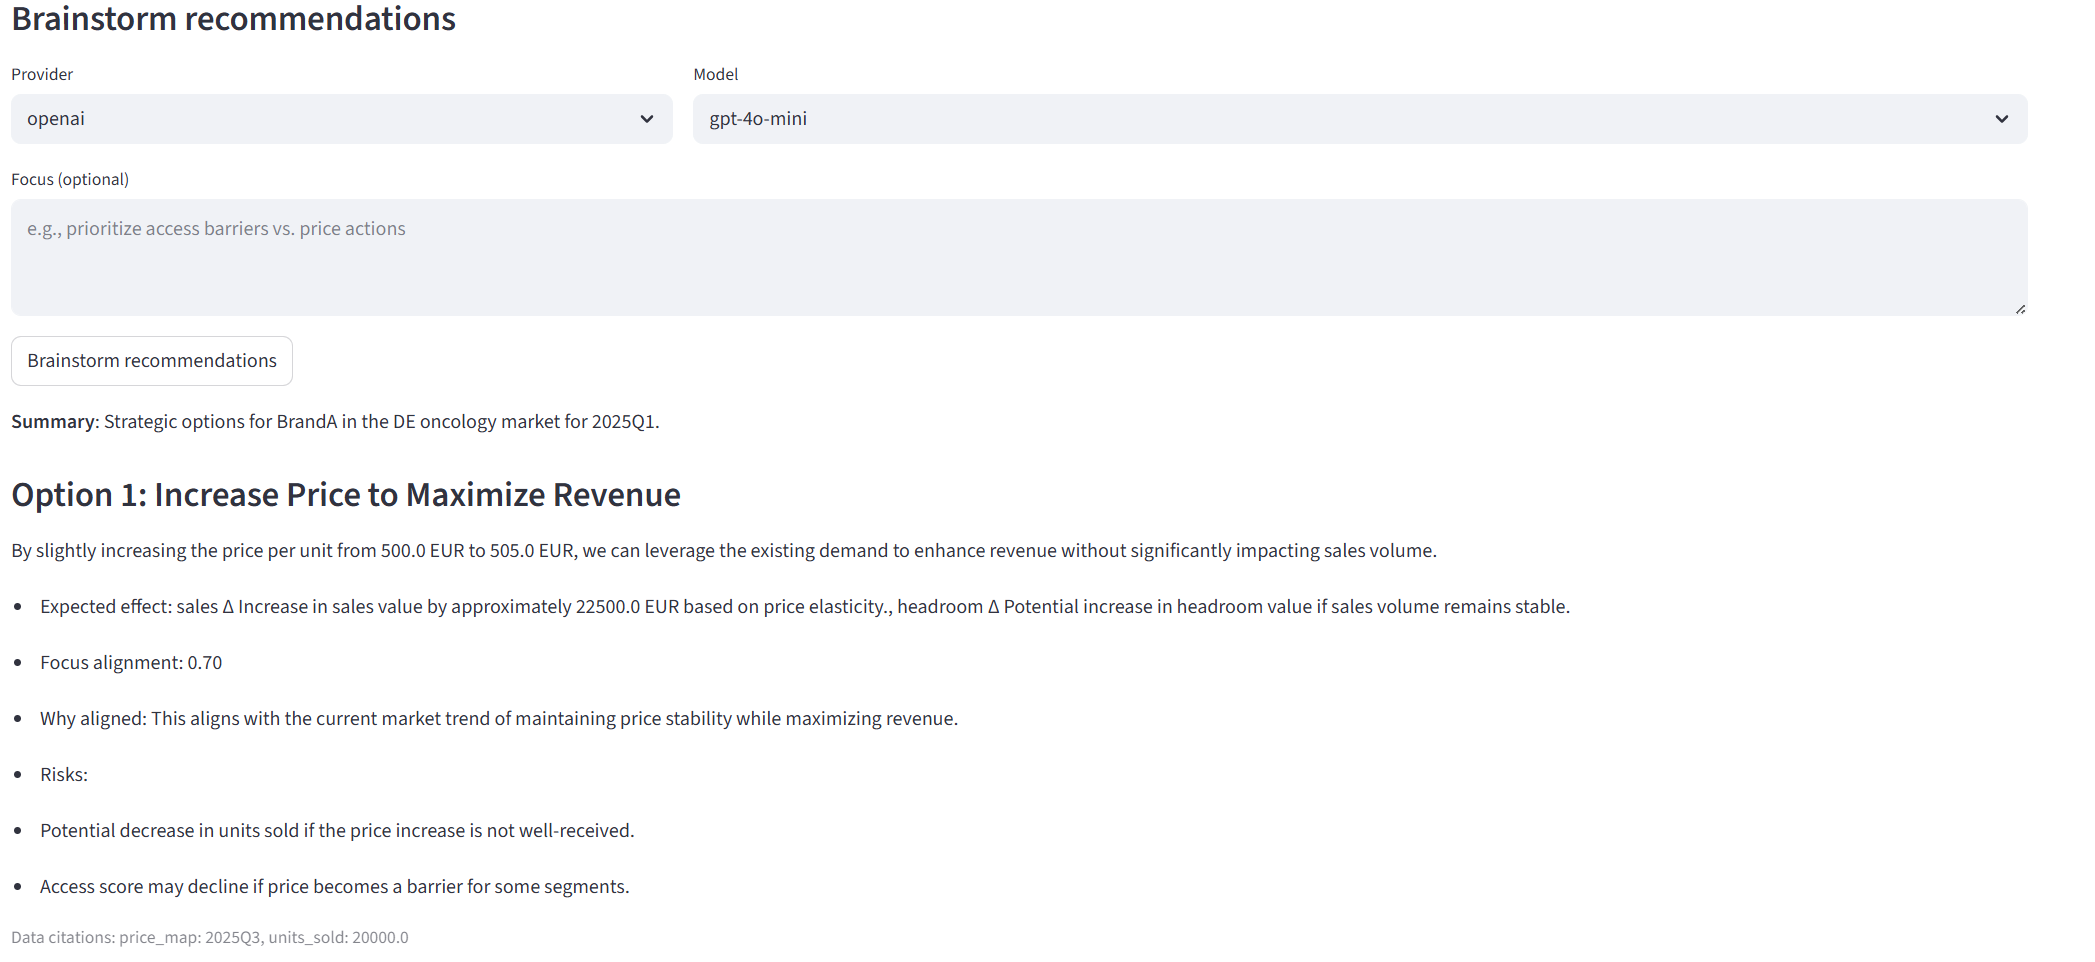 Brainstorm recommendations
Provider
Model
openai
gpt-4o-mini
Focus (optional)
e.g., prioritize access barriers vs. price actions
Brainstorm recommendations
Summary: Strategic options for BrandA in the DE oncology market for 2025Q1.
Option 1: Increase Price to Maximize Revenue
By slightly increasing the price per unit from 500.0 EUR to 505.0 EUR, we can leverage the existing demand to enhance revenue without significantly impacting sales volume.
• Expected effect: sales Δ Increase in sales value by approximately 22500.0 EUR based on price elasticity., headroom Δ Potential increase in headroom value if sales volume remains stable.
• Focus alignment: 0.70
• Why aligned: This aligns with the current market trend of maintaining price stability while maximizing revenue.
• Risks:
• Potential decrease in units sold if the price increase is not well-received.
• Access score may decline if price becomes a barrier for some segments.
Data citations: price_map: 2025Q3, units_sold: 20000.0